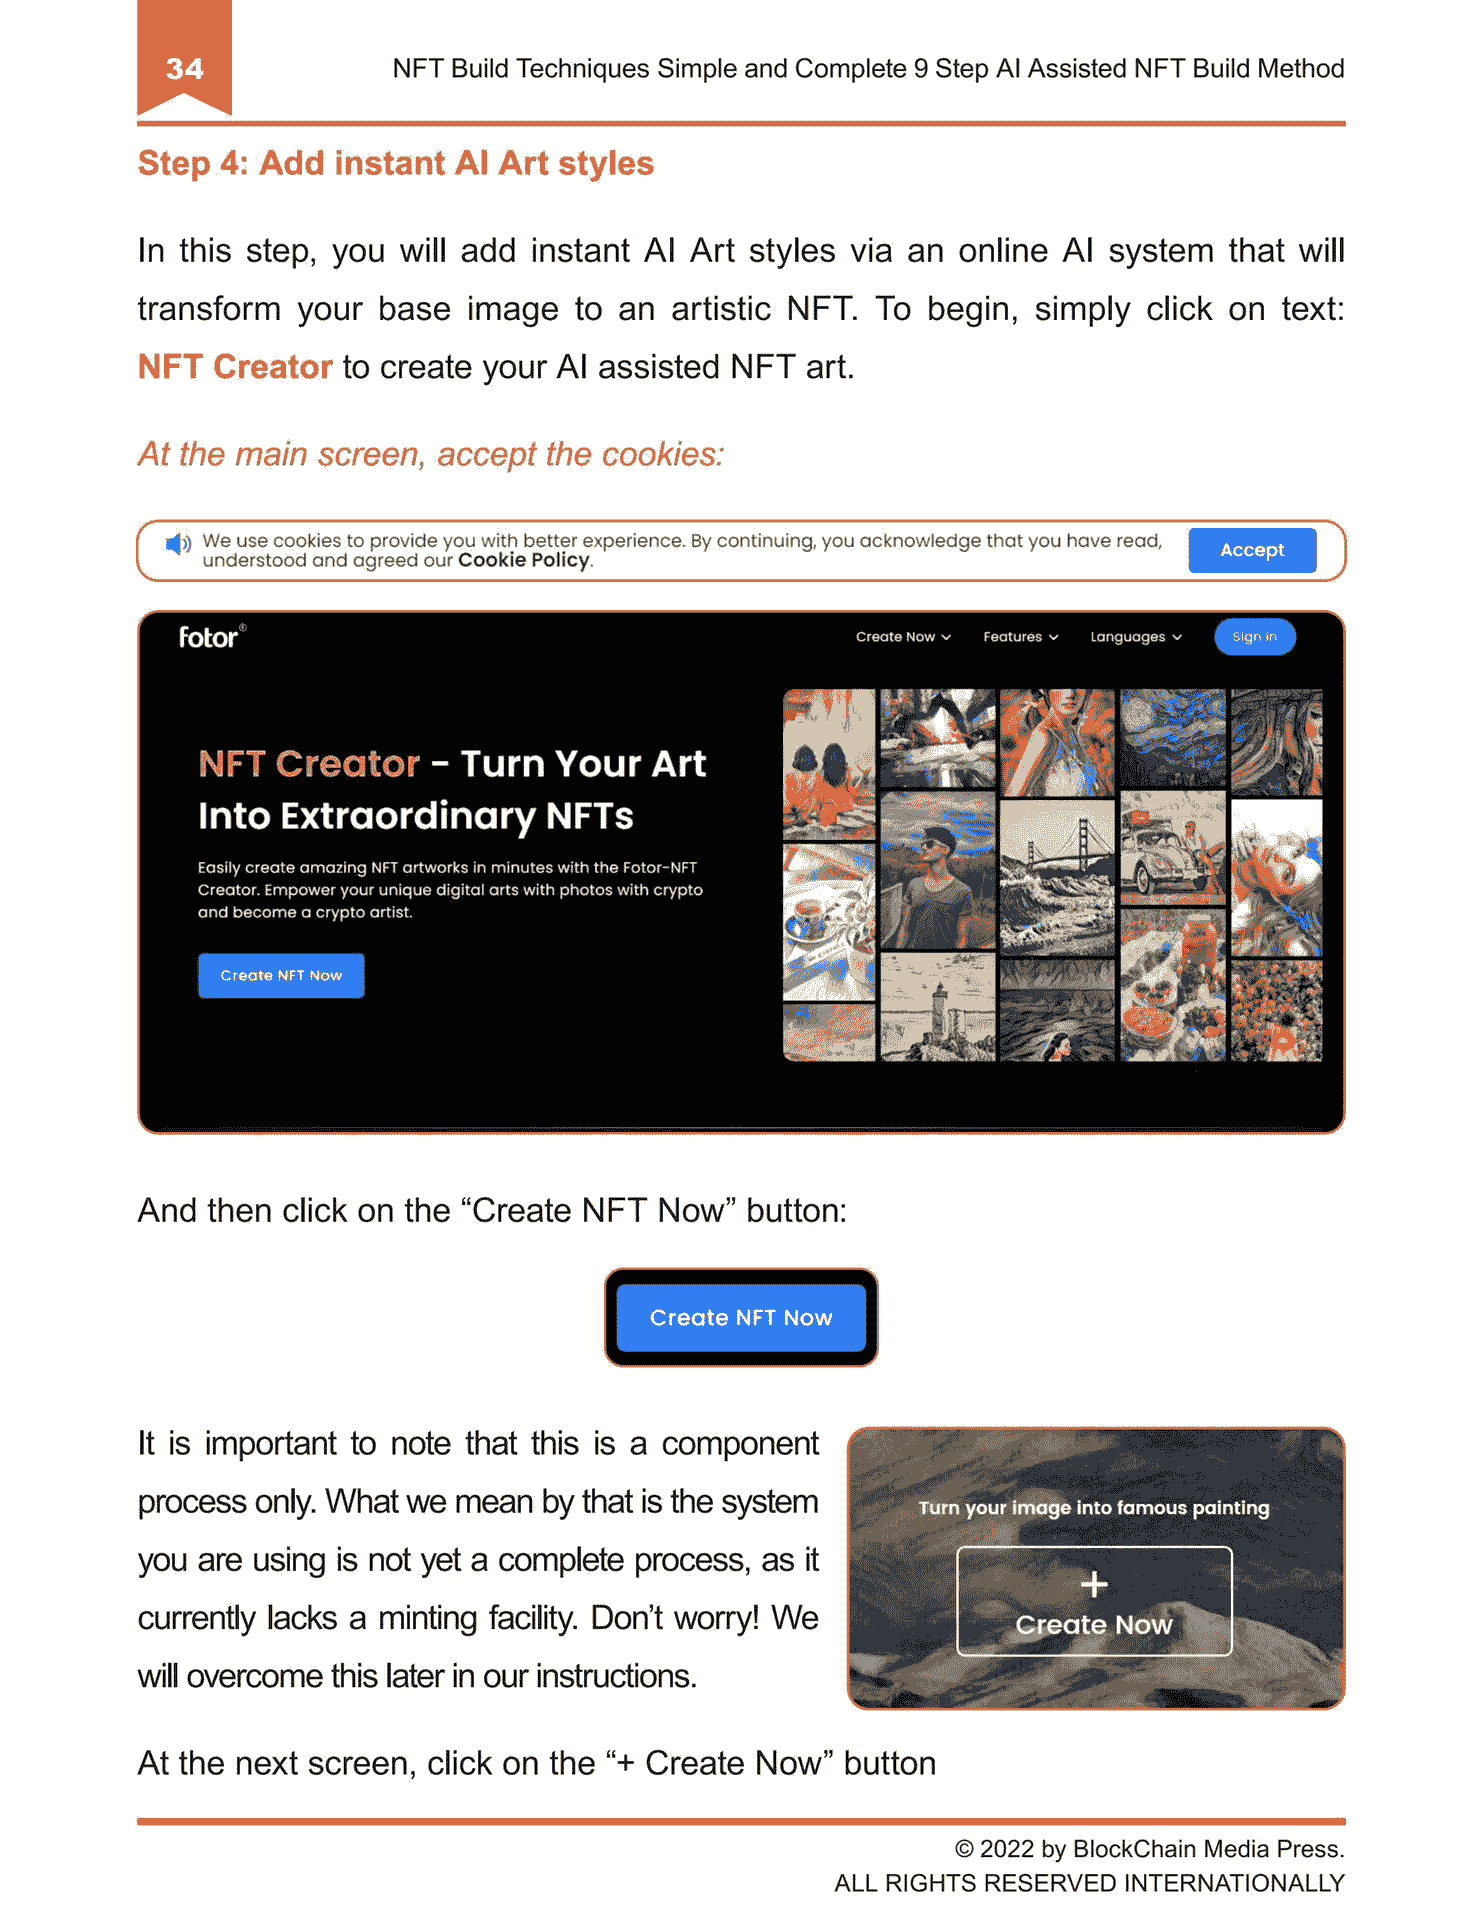 34
NFT Build Techniques Simple and Complete 9 Step AI Assisted NFT Build Method
Step 4: Add instant AI Art styles
In this step, you will add instant AI Art styles via an online AI system that will
transform your base image to an artistic NFT. To begin, simply click on text:
NFT Creator to create your AI assisted NFT art.
At the main screen, accept the cookies:
We use cookies to provide you with better experience. By continuing, you acknowledge that you have read,
understood and agreed our Cookie Policy.
Accept
fotor®
Create Now
Features
Languages
Sign in
NFT Creator - Turn Your Art
Into Extraordinary NFTs
Easily create amazing NFT artworks in minutes with the Fotor-NFT
Creator. Empower your unique digital arts with photos with crypto
and become a crypto artist.
Create NFT Now
And then click on the “Create NFT Now” button:
Create NFT Now
It is important to note that this is a component
process only. What we mean by that is the system
you are using is not yet a complete process, as it
currently lacks a minting facility. Don’t worry! We
will overcome this later in our instructions.
Turn your image into famous painting
+
Create Now
At the next screen, click on the “+ Create Now” button
© 2022 by BlockChain Media Press.
ALL RIGHTS RESERVED INTERNATIONALLY